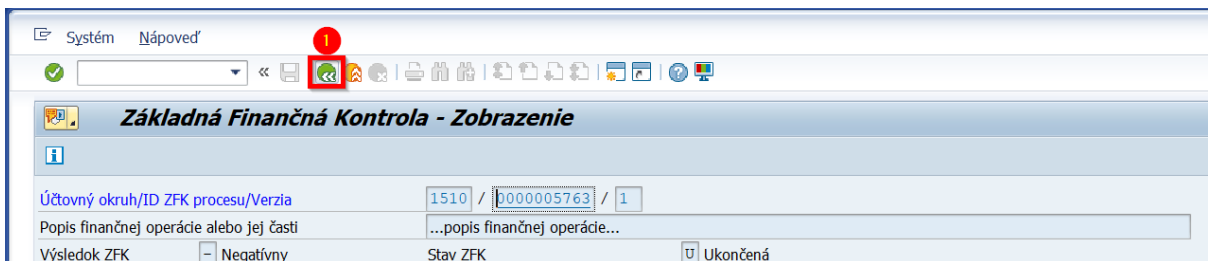 Systém Nápoveď
1
Základná Finančná Kontrola - Zobrazenie
Účtovný okruh/ID ZFK procesu/Verzia 1510 / 0000005763 / 1
Popis finančnej operácie alebo jej časti ...popis finančnej operácie...
Výsledok ZFK – Negatívny Stav ZFK U Ukončená